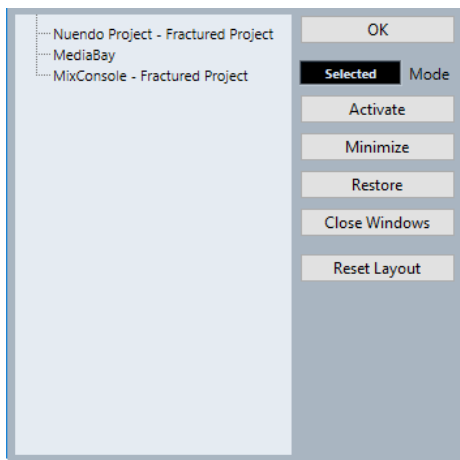 Nuendo Project - Fractured Project
MediaBay
MixConsole - Fractured Project
OK
Selected Mode
Activate
Minimize
Restore
Close Windows
Reset Layout